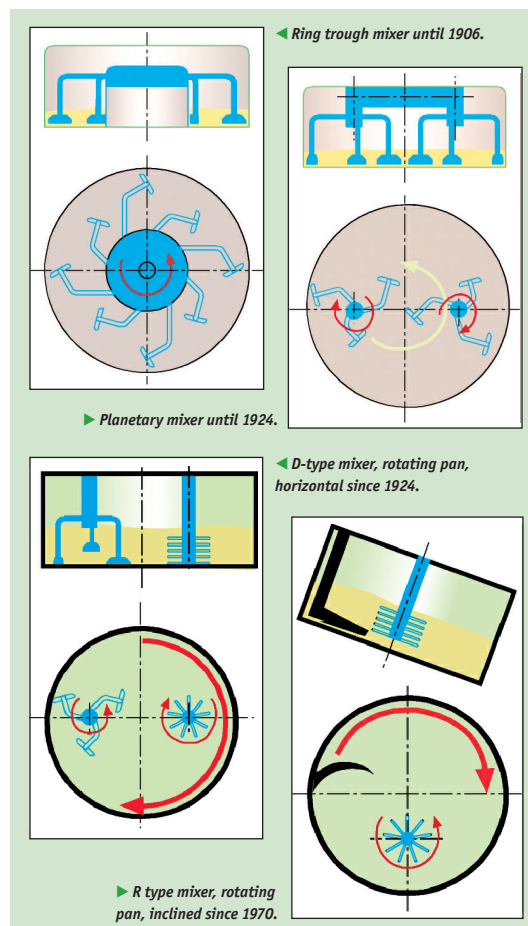 ◀ Ring trough mixer until 1906.
▶ Planetary mixer until 1924.
◀ D-type mixer, rotating pan,
horizontal since 1924.
▶ R type mixer, rotating
pan, inclined since 1970.